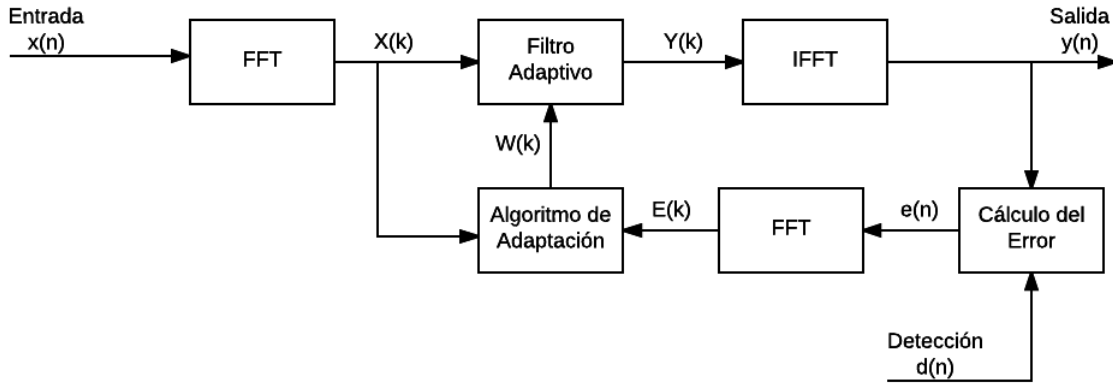 Entrada
x(n)
FFT
X(k)
Filtro
Adaptivo
Y(k)
IFFT
Salida
y(n)
W(k)
Algoritmo de
Adaptación
E(k)
FFT
e(n)
Cálculo del
Error
Detección
d(n)